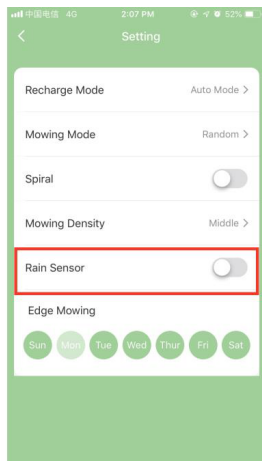 中国电信 4G 2:07 PM 52%
Setting
Recharge Mode Auto Mode >
Mowing Mode Random >
Spiral
Mowing Density Middle >
Rain Sensor
Edge Mowing
Sun Mon Tue Wed Thur Fri Sat